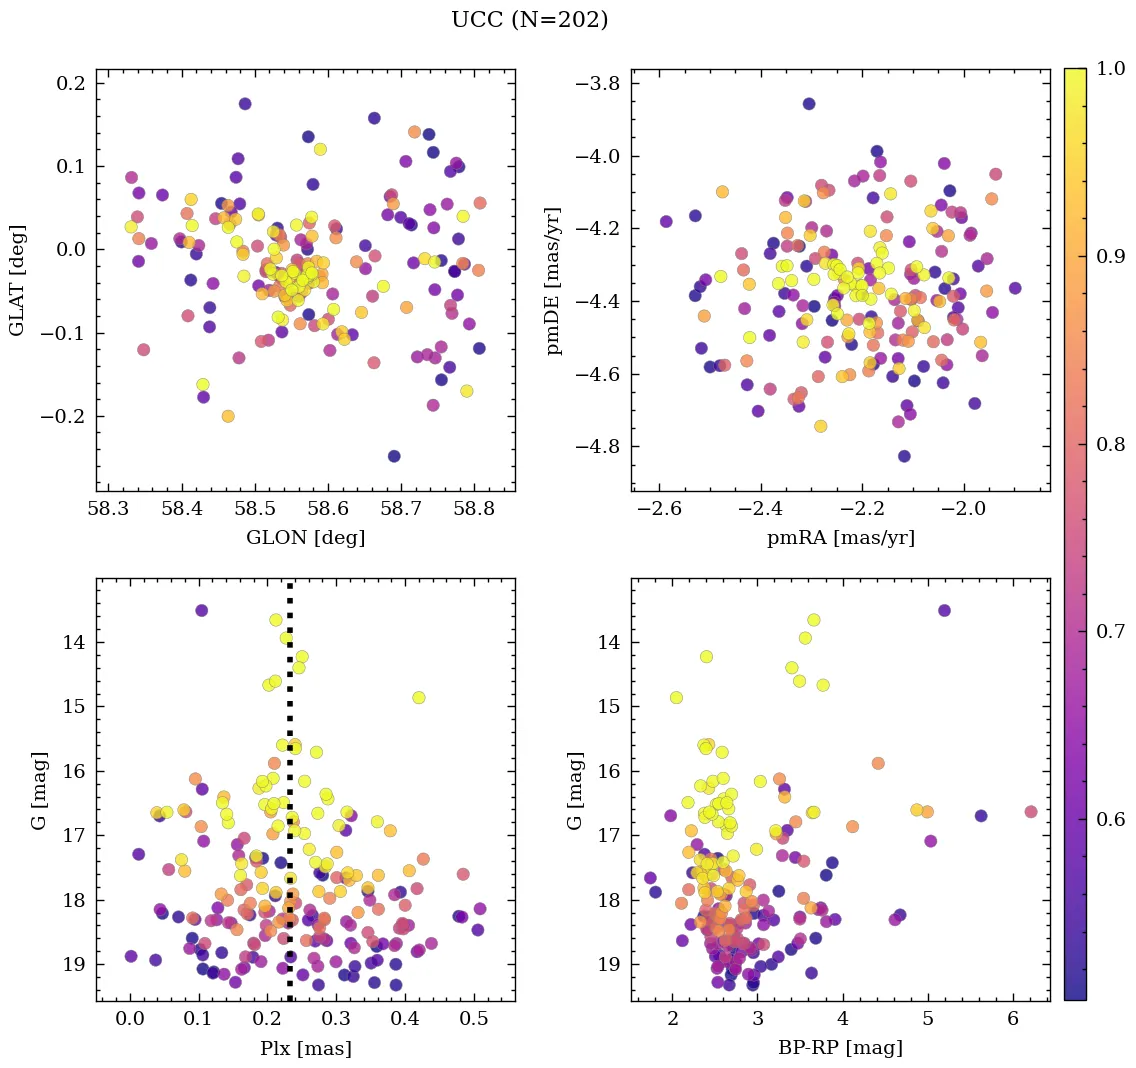 UCC (N=202)
0.2
0.1
0.0
−0.1
−0.2
GLAT [deg]
58.3 58.4 58.5 58.6 58.7 58.8
GLON [deg]
−3.8
−4.0
−4.2
−4.4
−4.6
−4.8
pmDE [mas/yr]
−2.6 −2.4 −2.2 −2.0
pmRA [mas/yr]
14
15
16
17
18
19
G [mag]
0.0 0.1 0.2 0.3 0.4 0.5
Plx [mas]
14
15
16
17
18
19
G [mag]
2 3 4 5 6
BP-RP [mag]
1.0
0.9
0.8
0.7
0.6